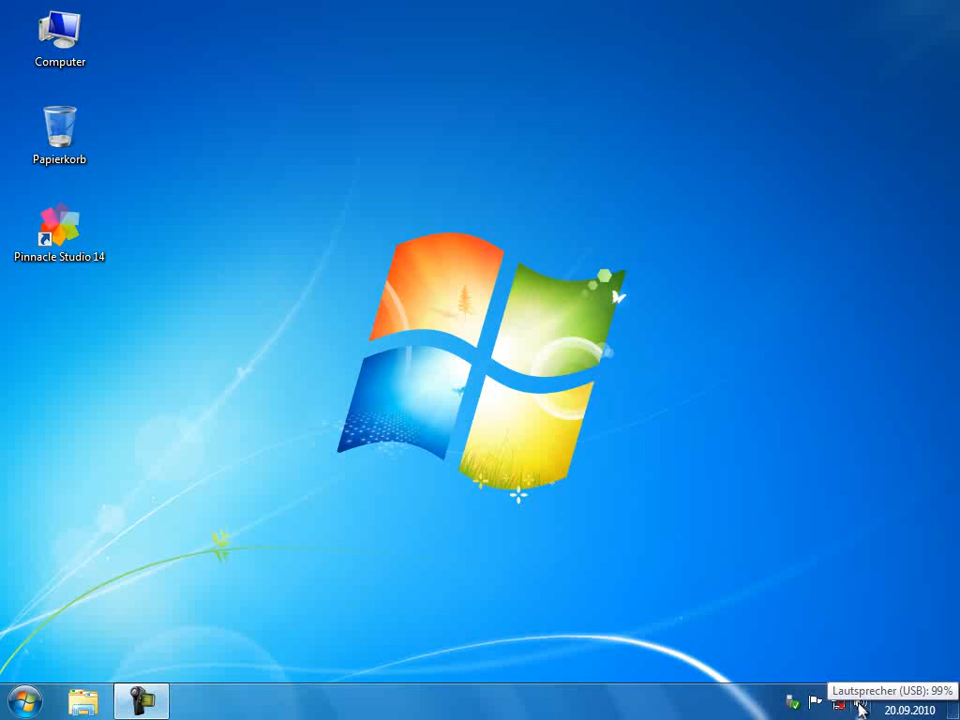 Computer
Papierkorb
Pinnacle Studio 14
Lautsprecher (USB): 99%
20.09.2010